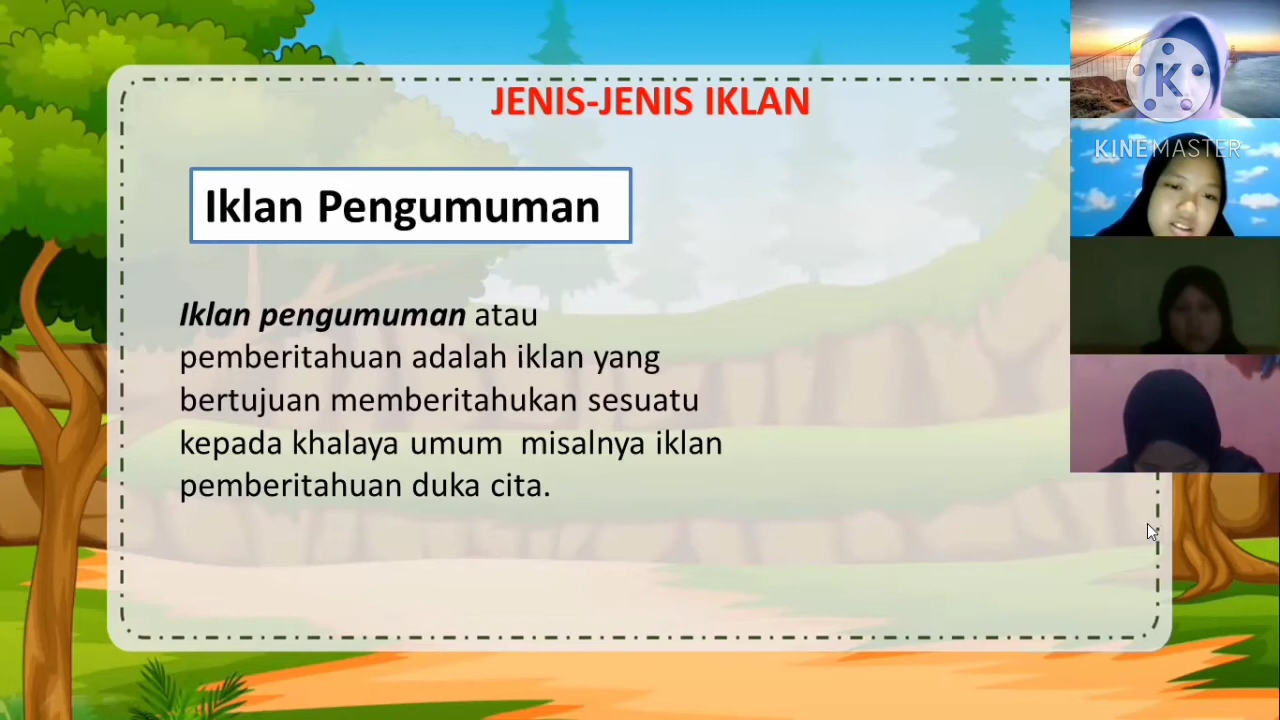 JENIS-JENIS IKLAN
Iklan Pengumuman
Iklan pengumuman atau
pemberitahuan adalah iklan yang
bertujuan memberitahukan sesuatu
kepada khalaya umum  misalnya iklan
pemberitahuan duka cita.
K
KINEMASTER